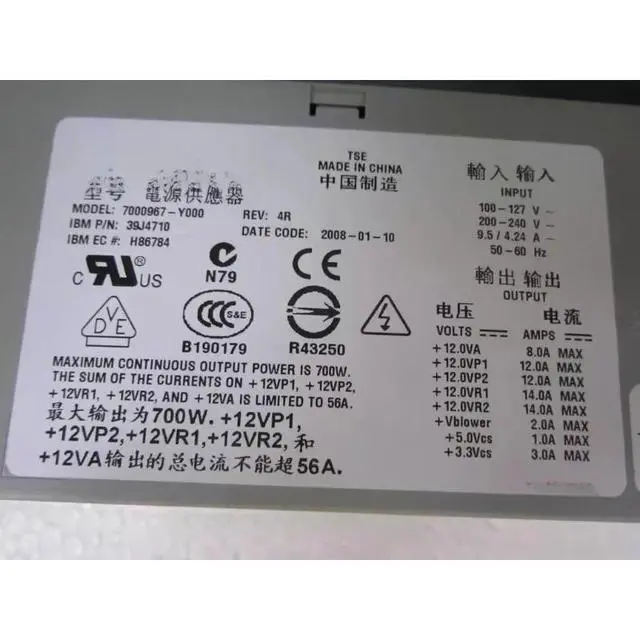 TSE
MADE IN CHINA
中国制造
型号 電源供應器
MODEL: 7000967-Y000
IBM P/N: 39J4710
IBM EC #: H86784
REV: 4R
DATE CODE: 2008-01-10
輸入 输入
INPUT
100-127 V ~
200-240 V ~
9.5 / 4.24 A ~
50-60 Hz
C UR US
N79
CE
VDE
CCC S&E
B190179
R43250
MAXIMUM CONTINUOUS OUTPUT POWER IS 700W.
THE SUM OF THE CURRENTS ON +12VP1, +12VP2,
+12VR1, +12VR2, AND +12VA IS LIMITED TO 56A.
最大输出为700W. +12VP1,
+12VP2,+12VR1,+12VR2, 和
+12VA输出的总电流不能超56A.
輸出 输出
OUTPUT
电压 电流
VOLTS AMPS
+12.0VA 8.0A MAX
+12.0VP1 12.0A MAX
+12.0VP2 12.0A MAX
+12.0VR1 14.0A MAX
+12.0VR2 14.0A MAX
+Vblower 2.0A MAX
+5.0Vcs 1.0A MAX
+3.3Vcs 3.0A MAX